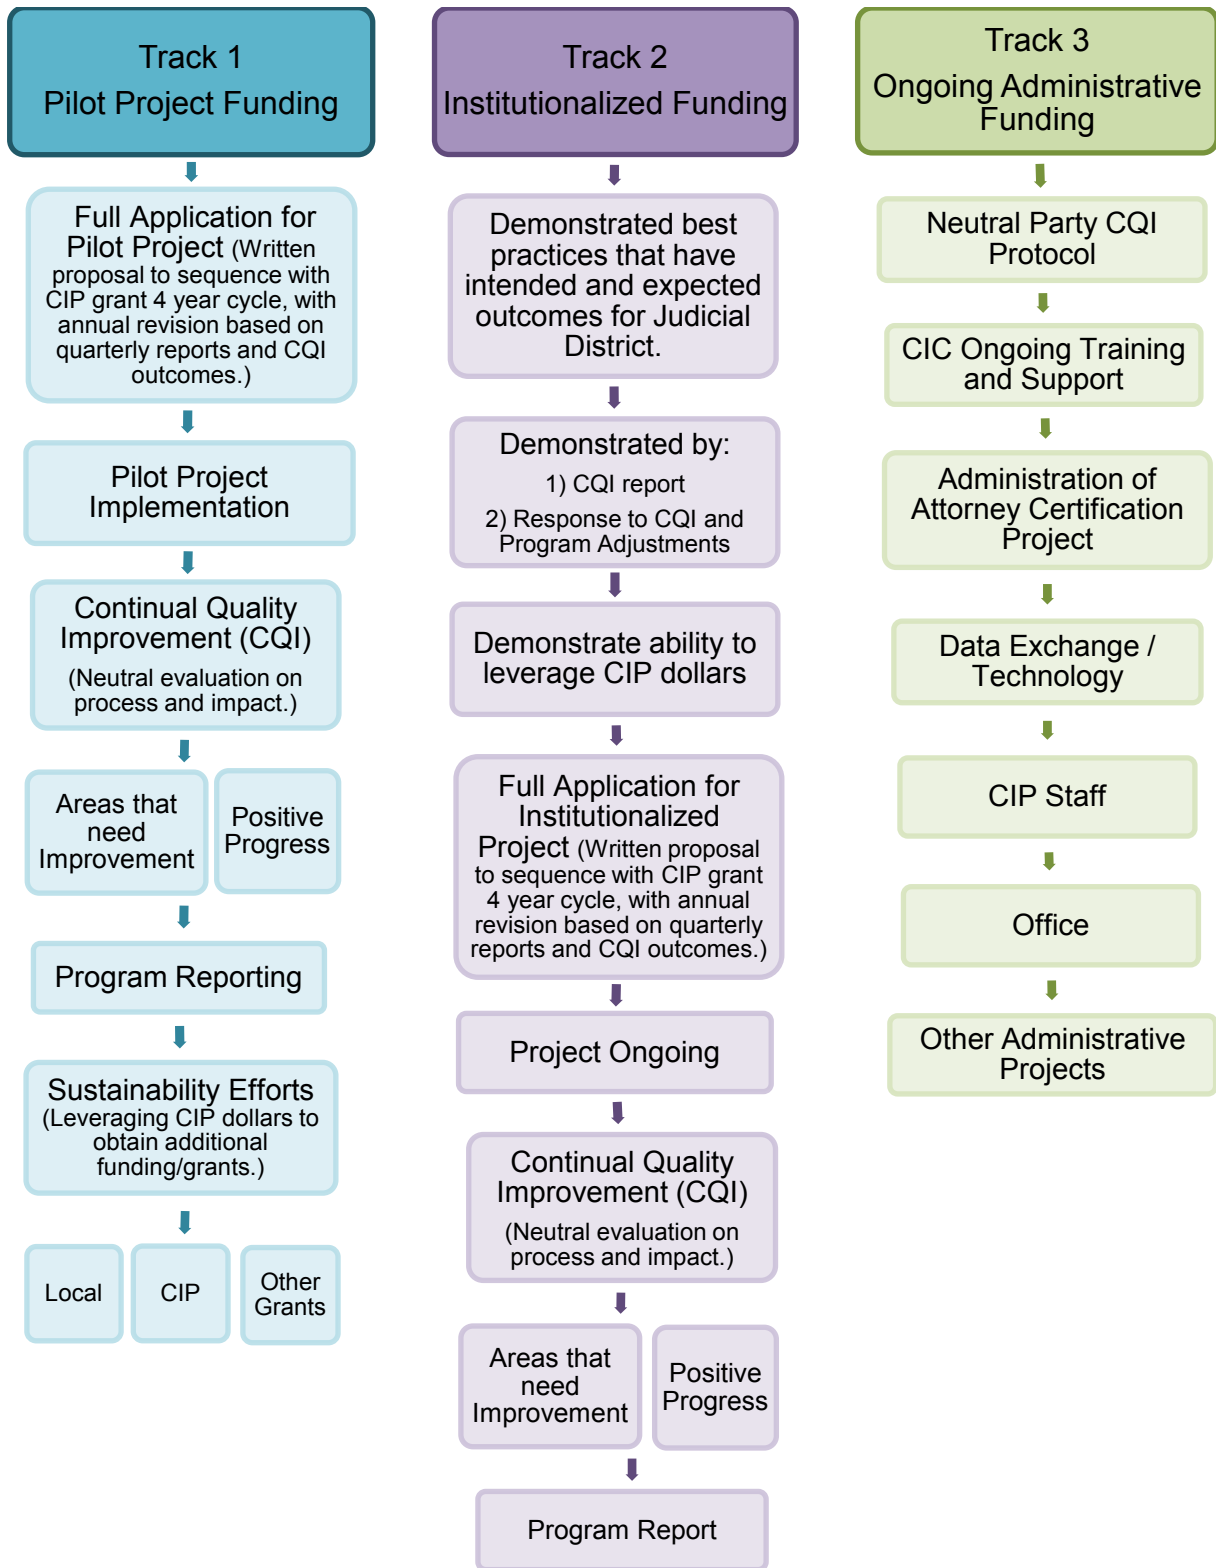 Track 1
Pilot Project Funding
Full Application for
Pilot Project (Written
proposal to sequence with
CIP grant 4 year cycle, with
annual revision based on
quarterly reports and CQI
outcomes.)
Pilot Project
Implementation
Continual Quality
Improvement (CQI)
(Neutral evaluation on
process and impact.)
Areas that
need
Improvement
Positive
Progress
Program Reporting
Sustainability Efforts
(Leveraging CIP dollars to
obtain additional
funding/grants.)
Local
CIP
Other
Grants
Track 2
Institutionalized Funding
Demonstrated best
practices that have
intended and expected
outcomes for Judicial
District.
Demonstrated by:
1) CQI report
2) Response to CQI and
Program Adjustments
Demonstrate ability to
leverage CIP dollars
Full Application for
Institutionalized
Project (Written proposal
to sequence with CIP grant
4 year cycle, with annual
revision based on quarterly
reports and CQI outcomes.)
Project Ongoing
Continual Quality
Improvement (CQI)
(Neutral evaluation on
process and impact.)
Areas that
need
Improvement
Positive
Progress
Program Report
Track 3
Ongoing Administrative
Funding
Neutral Party CQI
Protocol
CIC Ongoing Training
and Support
Administration of
Attorney Certification
Project
Data Exchange /
Technology
CIP Staff
Office
Other Administrative
Projects